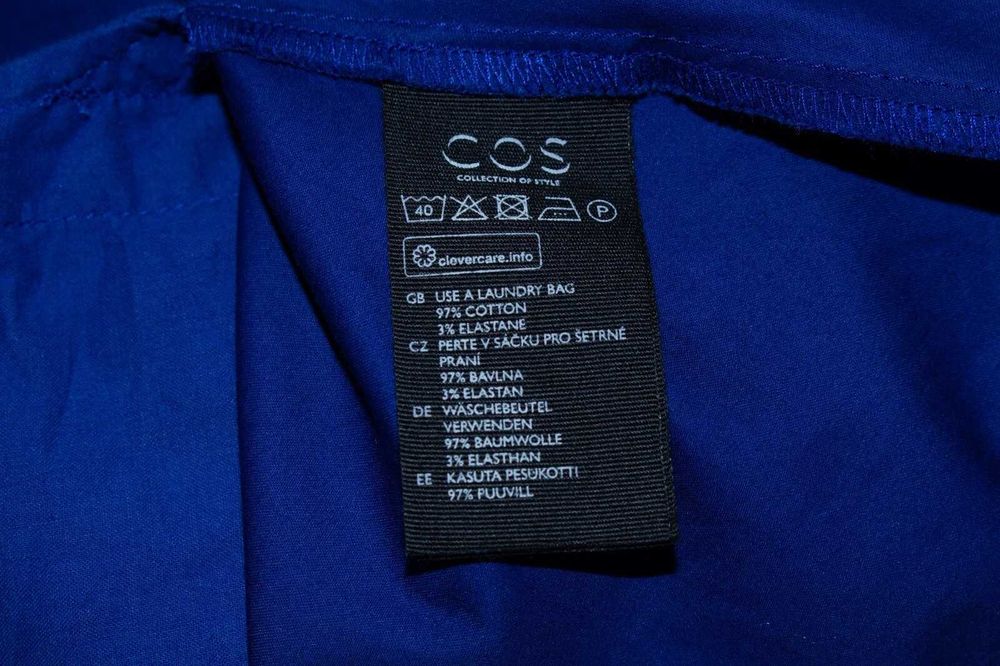 COS
COLLECTION OF STYLE
40 P
clevercare.info
GB USE A LAUNDRY BAG
97% COTTON
3% ELASTANE
CZ PERTE V SÁČKU PRO ŠETRNÉ
PRANÍ
97% BAVLNA
3% ELASTAN
DE WÄSCHEBEUTEL
VERWENDEN
97% BAUMWOLLE
3% ELASTHAN
EE KASUTA PESUKOTTI
97% PUUVILL